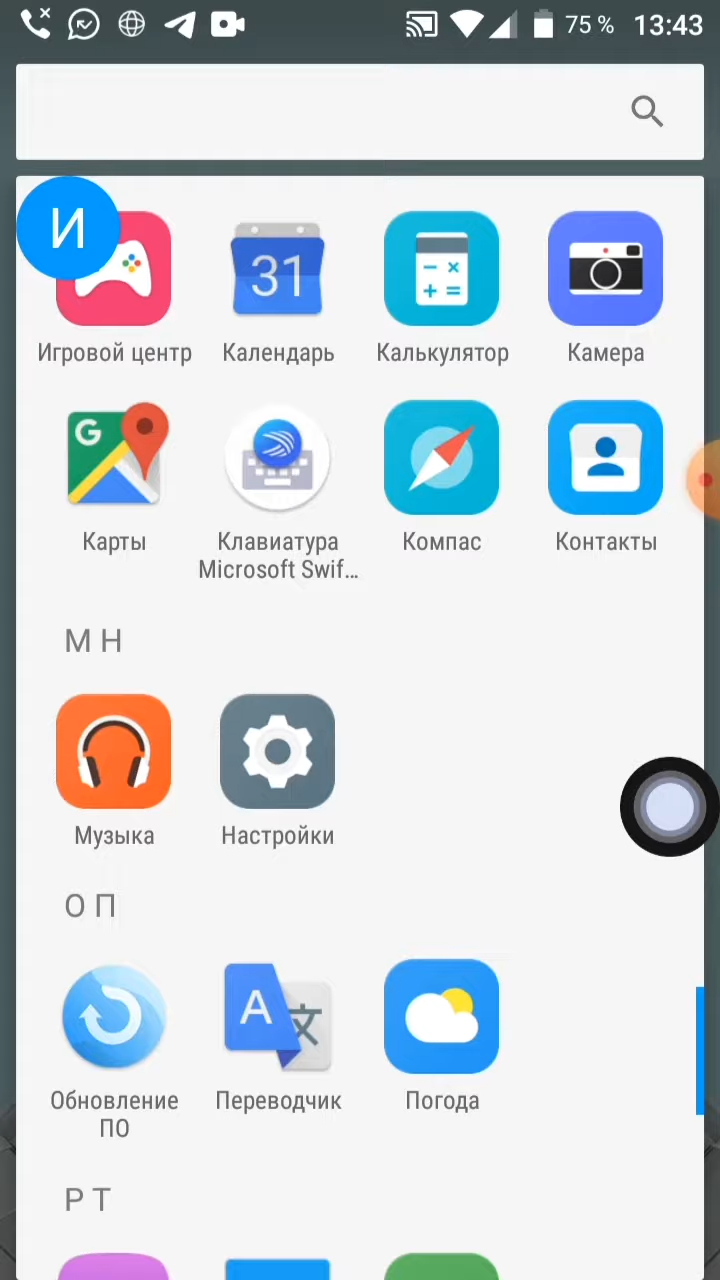 75 % 13:43
И
31
Игровой центр Календарь Калькулятор Камера
G
Карты Клавиатура Microsoft Swif... Компас Контакты
М Н
Музыка Настройки
О П
A 文
Обновление ПО Переводчик Погода
Р Т